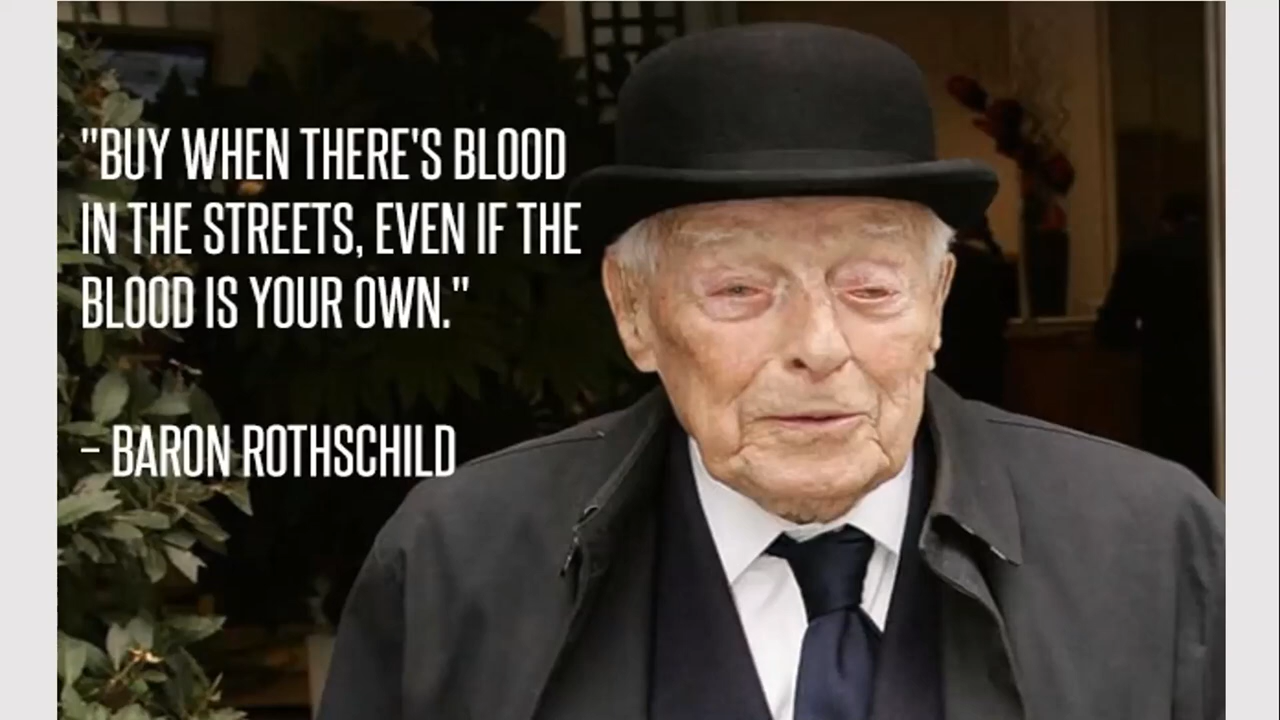 "BUY WHEN THERE'S BLOOD
IN THE STREETS, EVEN IF THE
BLOOD IS YOUR OWN."
– BARON ROTHSCHILD